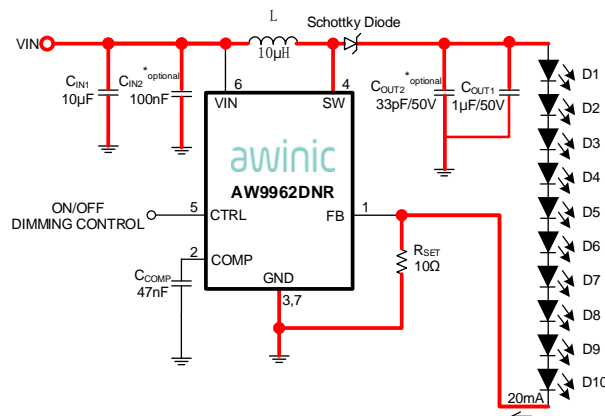 L
Schottky Diode
VIN
10µH
CIN1
10µF
CIN2
*optional
100nF
6
VIN
4
SW
COUT2
*optional
33pF/50V
COUT1
1µF/50V
D1
D2
D3
D4
D5
D6
D7
D8
D9
D10
awinic
AW9962DNR
ON/OFF
DIMMING CONTROL
5
CTRL
FB
1
2
COMP
CCOMP
47nF
GND
3,7
RSET
10Ω
20mA